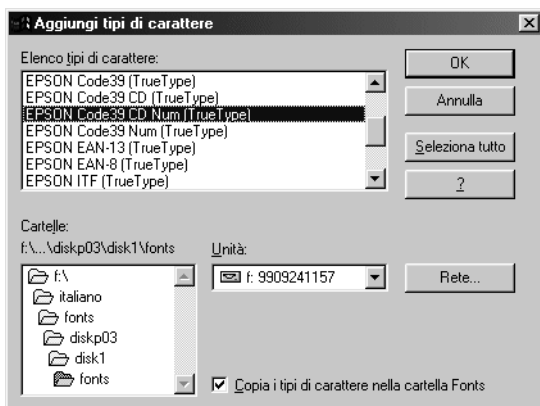 Aggiungi tipi di carattere
Elenco tipi di carattere:
EPSON Code39 (TrueType)
EPSON Code39 CD (TrueType)
EPSON Code39 CD Num (TrueType)
EPSON Code39 Num (TrueType)
EPSON EAN-13 (TrueType)
EPSON EAN-8 (TrueType)
EPSON ITF (TrueType)
OK
Annulla
Seleziona tutto
?
Cartelle:
f:\...\diskp03\disk1\fonts
f:\
italiano
fonts
diskp03
disk1
fonts
Unità:
f: 9909241157
Rete...
Copia i tipi di carattere nella cartella Fonts